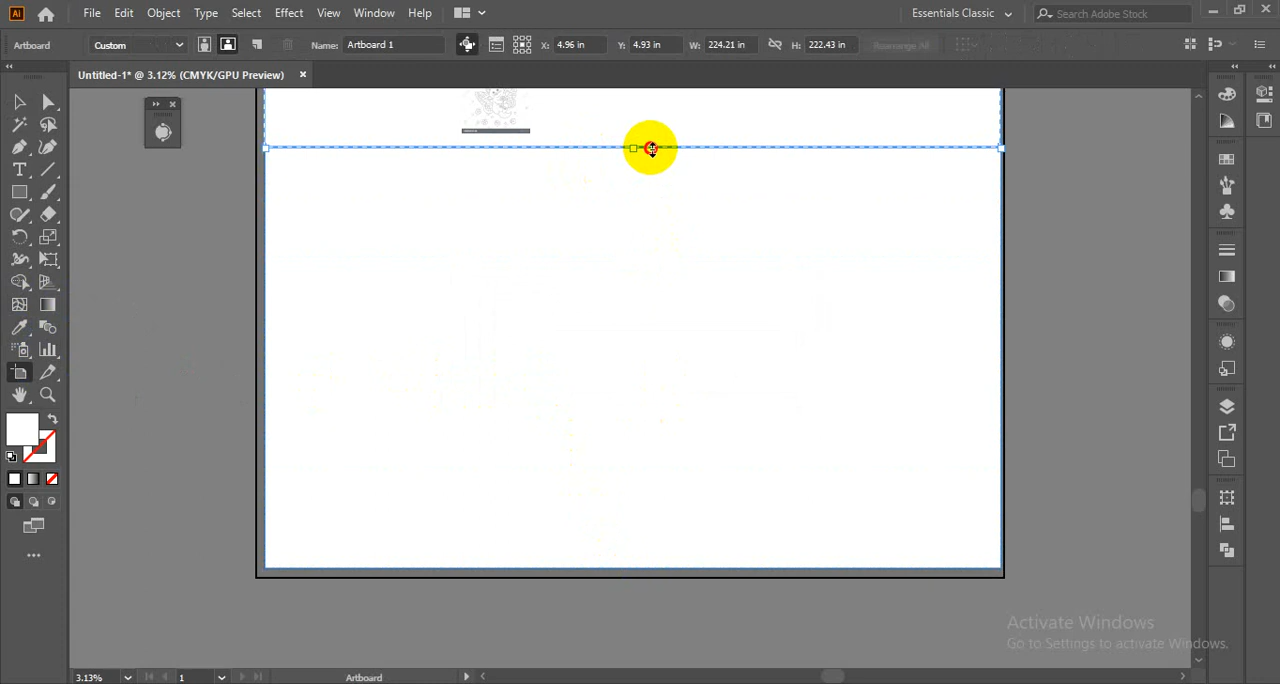 Ai File Edit Object Type Select Effect View Window Help Essentials Classic Search Adobe Stock
Artboard Custom Name: Artboard 1 X: 4.96 in Y: 4.93 in W: 224.21 in H: 222.43 in Rearrange All
Untitled-1* @ 3.12% (CMYK/GPU Preview)
Activate Windows
Go to Settings to activate Windows.
3.13% 1 Artboard